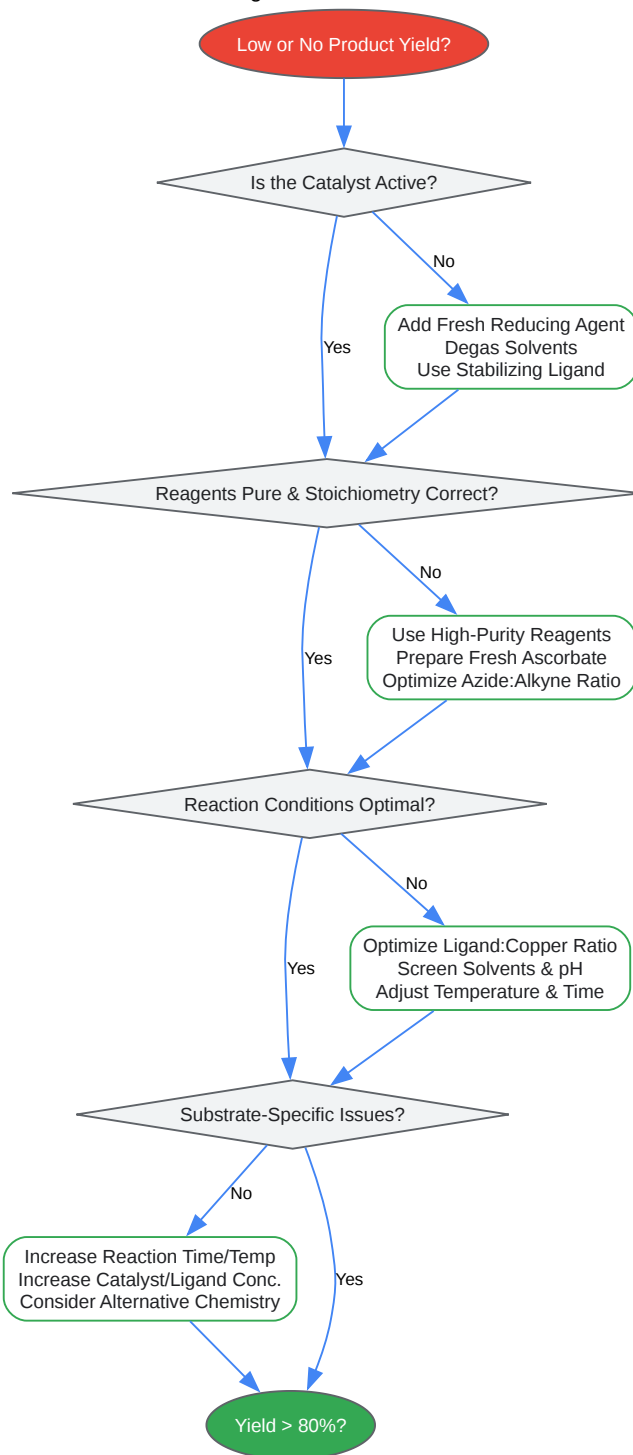 Low or No Product Yield?
Is the Catalyst Active?
No
Add Fresh Reducing Agent
Degas Solvents
Use Stabilizing Ligand
Yes
Reagents Pure & Stoichiometry Correct?
No
Use High-Purity Reagents
Prepare Fresh Ascorbate
Optimize Azide:Alkyne Ratio
Yes
Reaction Conditions Optimal?
No
Optimize Ligand:Copper Ratio
Screen Solvents & pH
Adjust Temperature & Time
Yes
Substrate-Specific Issues?
No
Increase Reaction Time/Temp
Increase Catalyst/Ligand Conc.
Consider Alternative Chemistry
Yes
Yield > 80%?